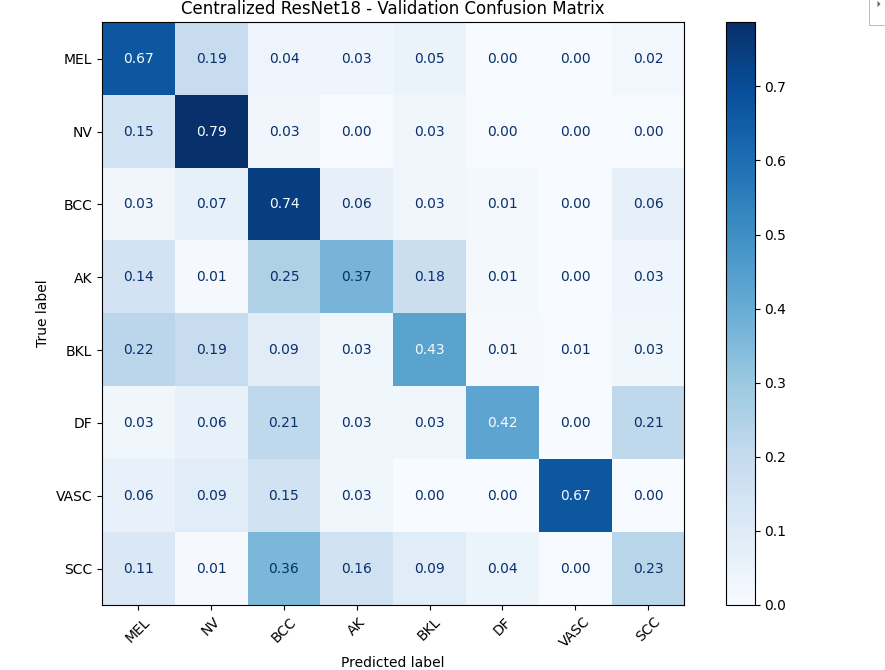 Centralized ResNet18 - Validation Confusion Matrix
MEL 0.67 0.19 0.04 0.03 0.05 0.00 0.00 0.02
NV 0.15 0.79 0.03 0.00 0.03 0.00 0.00 0.00
BCC 0.03 0.07 0.74 0.06 0.03 0.01 0.00 0.06
AK 0.14 0.01 0.25 0.37 0.18 0.01 0.00 0.03
BKL 0.22 0.19 0.09 0.03 0.43 0.01 0.01 0.03
DF 0.03 0.06 0.21 0.03 0.03 0.42 0.00 0.21
VASC 0.06 0.09 0.15 0.03 0.00 0.00 0.67 0.00
SCC 0.11 0.01 0.36 0.16 0.09 0.04 0.00 0.23
MEL NV BCC AK BKL DF VASC SCC
True label
Predicted label
0.7
0.6
0.5
0.4
0.3
0.2
0.1
0.0